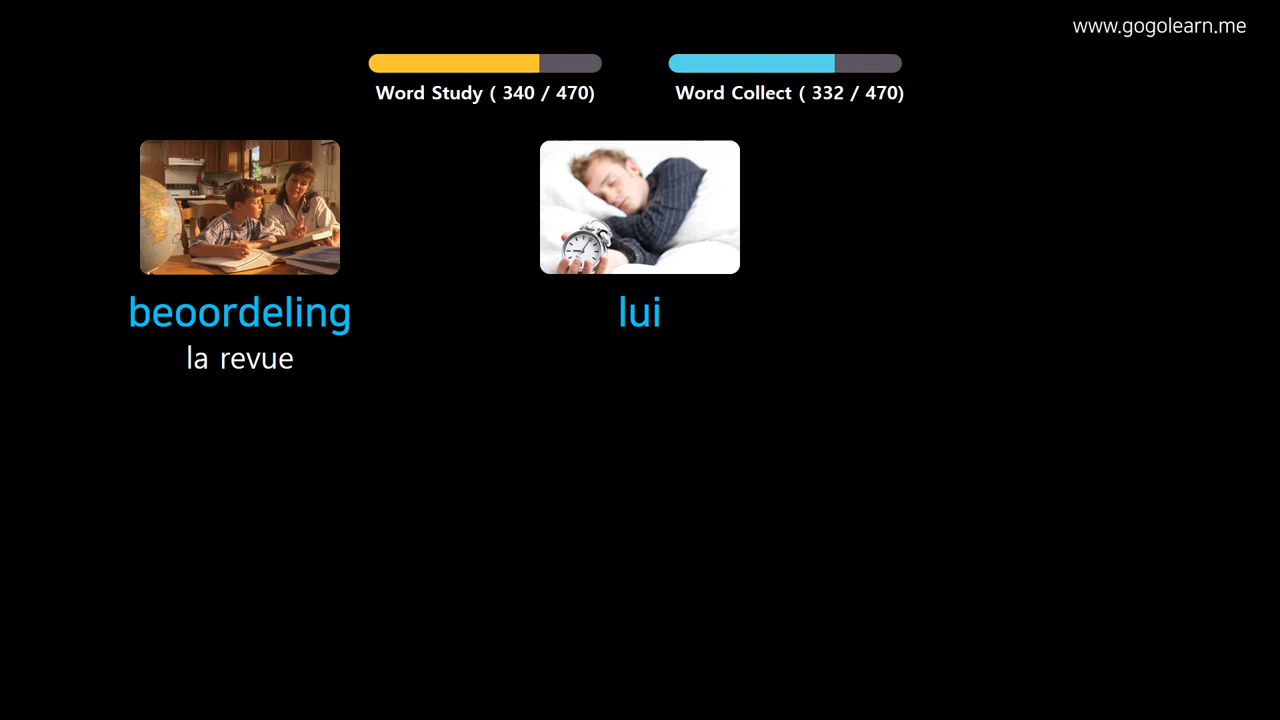 www.gogolearn.me
Word Study ( 340 / 470)
Word Collect ( 332 / 470)
beoordeling
lui
la revue